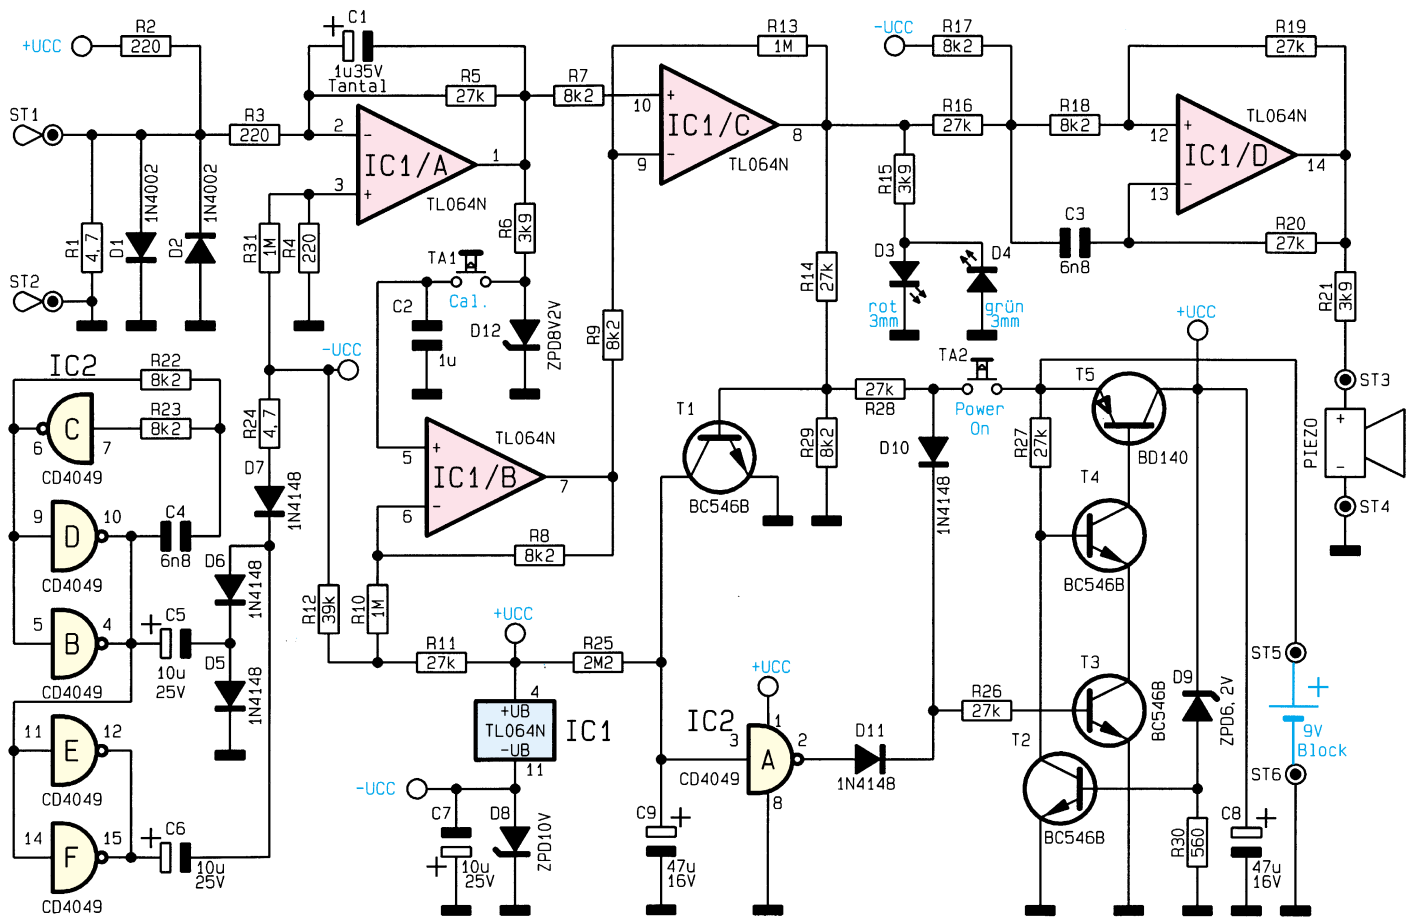 +UCC
R2
220
C1
+
1u35V
Tantal
R5
27k
R7
8k2
R13
1M
-UCC
R17
8k2
R19
27k
ST1
R3
220
2
-
3
+
IC1/A
1
TL064N
10
+
9
-
IC1/C
8
TL064N
R16
27k
R18
8k2
12
+
13
-
IC1/D
14
TL064N
R1
4,7
D1
1N4002
D2
1N4002
R31
1M
R4
220
R6
3k9
R15
3k9
C3
6n8
R20
27k
ST2
TA1
Cal.
C2
1u
D12
ZPD8V2V
R9
8k2
R14
27k
D3
rot
3mm
D4
grün
3mm
R21
3k9
-UCC
+UCC
IC2
R22
8k2
R23
8k2
C
6
7
CD4049
R24
4,7
D7
1N4148
5
+
6
-
IC1/B
7
TL064N
T1
BC546B
R28
27k
R29
8k2
TA2
Power
On
D10
1N4148
R27
27k
T5
BD140
ST3
PIEZO
+
-
ST4
9
D
10
CD4049
C4
6n8
D6
1N4148
R8
8k2
T4
BC546B
5
B
4
CD4049
+
C5
10u
25V
D5
1N4148
R12
39k
R10
1M
R11
27k
+UCC
R25
2M2
4
+UB
TL064N
-UB
11
IC1
+UCC
IC2
3
1
A
2
8
CD4049
D11
1N4148
R26
27k
T3
BC546B
D9
ZPD6,2V
ST5
+
9V
Block
ST6
11
E
12
CD4049
14
F
15
CD4049
+
C6
10u
25V
-UCC
C7
+
10u
25V
D8
ZPD10V
C9
+
47u
16V
T2
BC546B
R30
560
C8
+
47u
16V